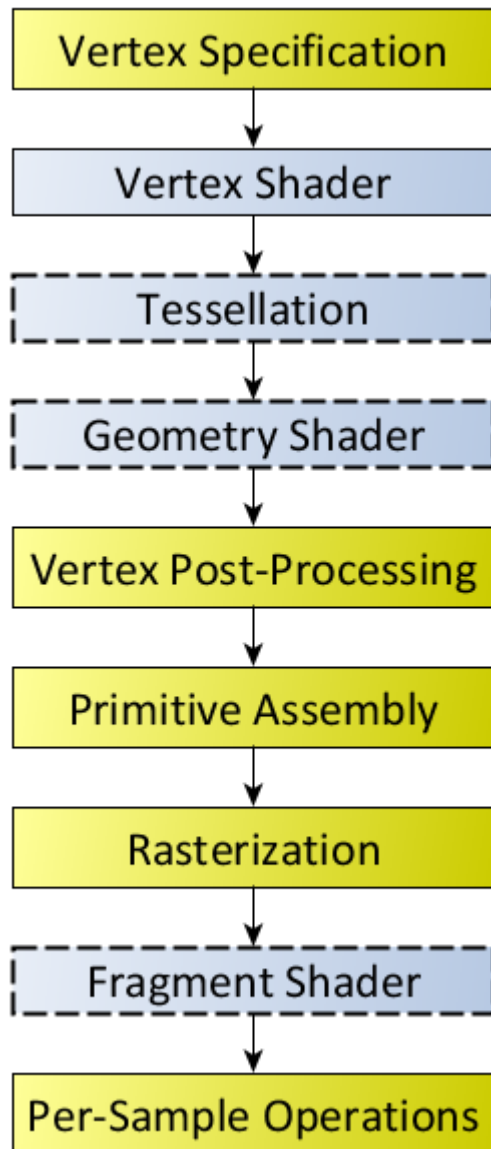 Vertex Specification
Vertex Shader
Tessellation
Geometry Shader
Vertex Post-Processing
Primitive Assembly
Rasterization
Fragment Shader
Per-Sample Operations